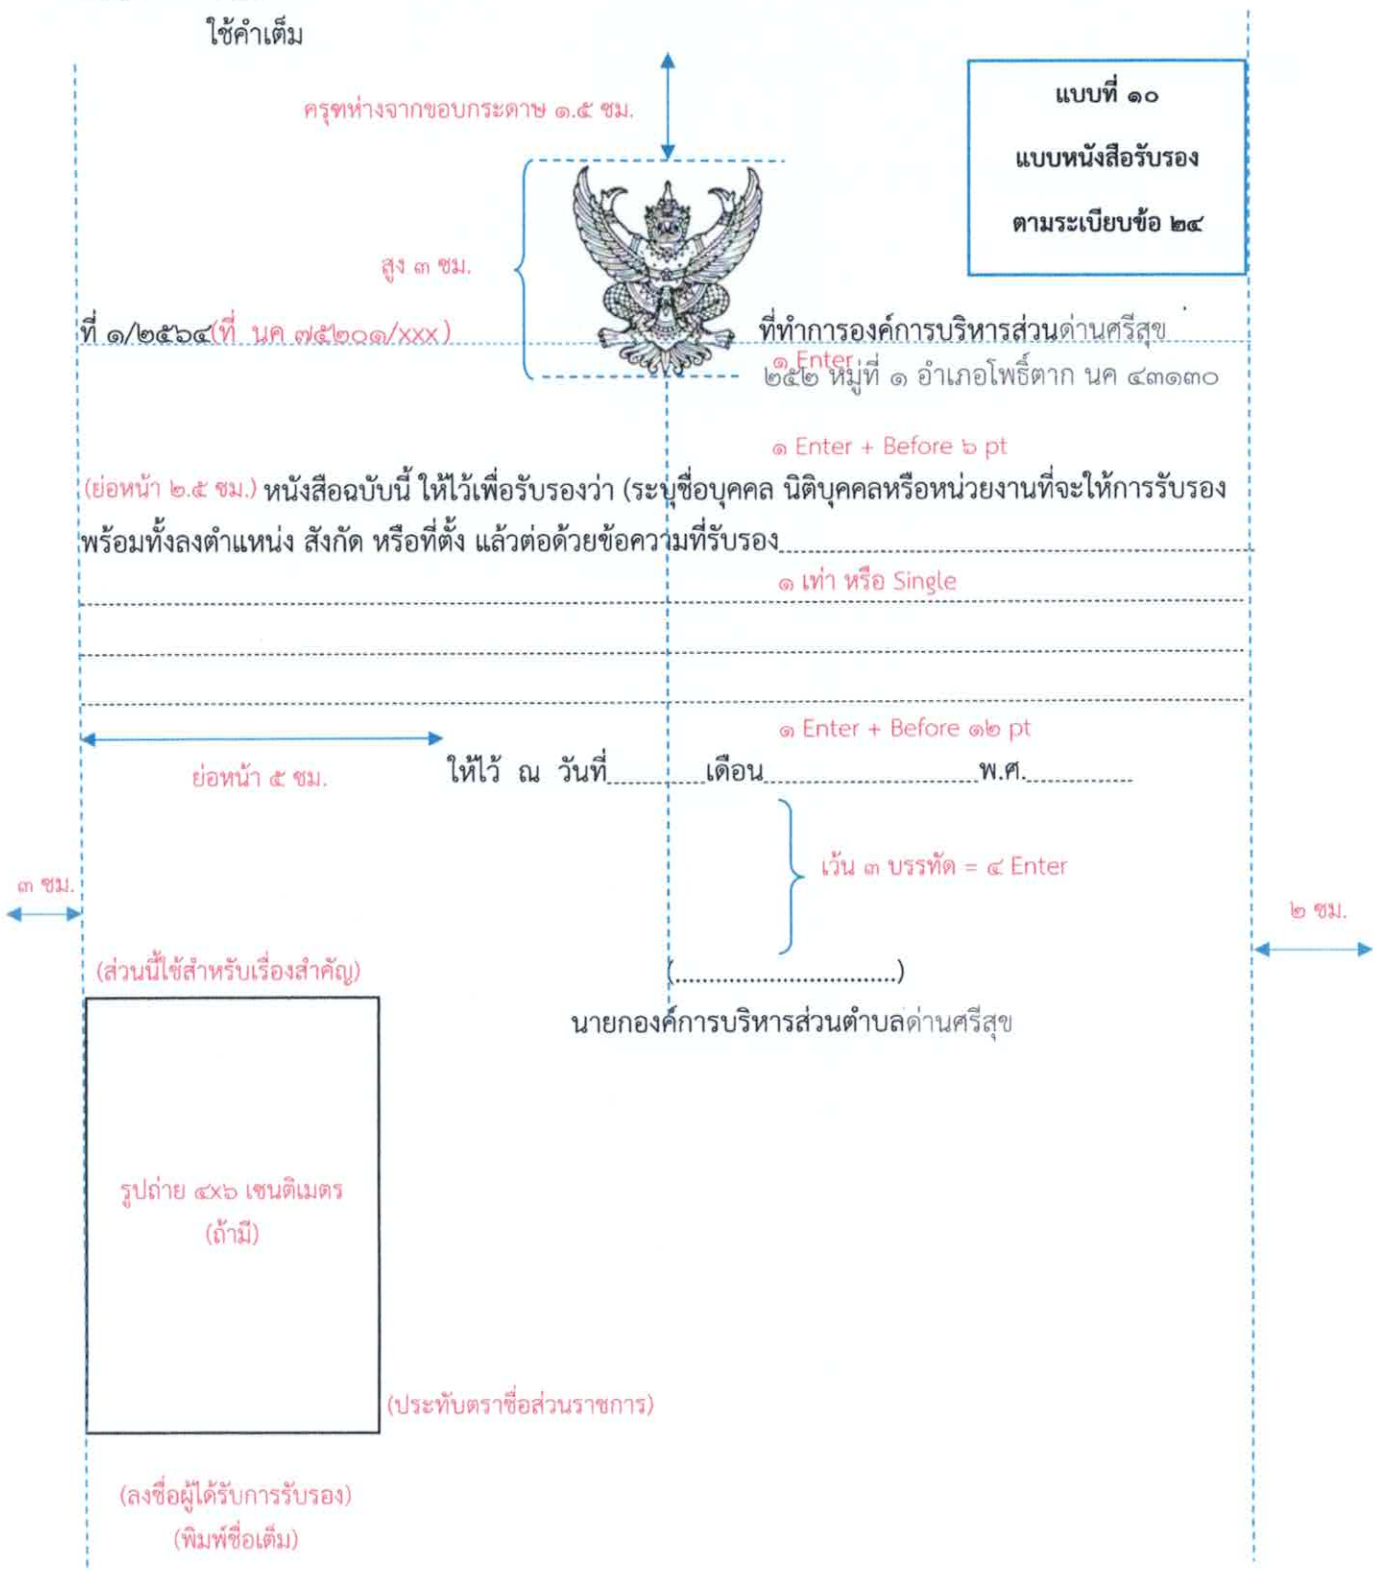 ใช้คำเต็ม
ครุฑห่างจากขอบกระดาษ ๑.๕ ซม.
แบบที่ ๑๐
แบบหนังสือรับรอง
ตามระเบียบข้อ ๒๔
สูง ๓ ซม.
ที่ ๑/๒๕๖๔(ที่ นค ๗๕๒๐๑/xxx)
ที่ทำการองค์การบริหารส่วนด่านศรีสุข
๑ Enter
๒๕๒ หมู่ที่ ๑ อำเภอโพธิ์ตาก นค ๔๓๑๓๐
๑ Enter + Before ๖ pt
(ย่อหน้า ๒.๕ ซม.) หนังสือฉบับนี้ ให้ไว้เพื่อรับรองว่า (ระบุชื่อบุคคล นิติบุคคลหรือหน่วยงานที่จะให้การรับรอง
พร้อมทั้งลงตำแหน่ง สังกัด หรือที่ตั้ง แล้วต่อด้วยข้อความที่รับรอง
๑ เท่า หรือ Single
๑ Enter + Before ๑๒ pt
ย่อหน้า ๕ ซม.
ให้ไว้ ณ วันที่..........เดือน......................พ.ศ............
เว้น ๓ บรรทัด = ๔ Enter
๓ ซม.
๒ ซม.
(ส่วนนี้ใช้สำหรับเรื่องสำคัญ)
(..............................)
นายกองค์การบริหารส่วนตำบลด่านศรีสุข
รูปถ่าย ๔x๖ เซนติเมตร
(ถ้ามี)
(ประทับตราชื่อส่วนราชการ)
(ลงชื่อผู้ได้รับการรับรอง)
(พิมพ์ชื่อเต็ม)